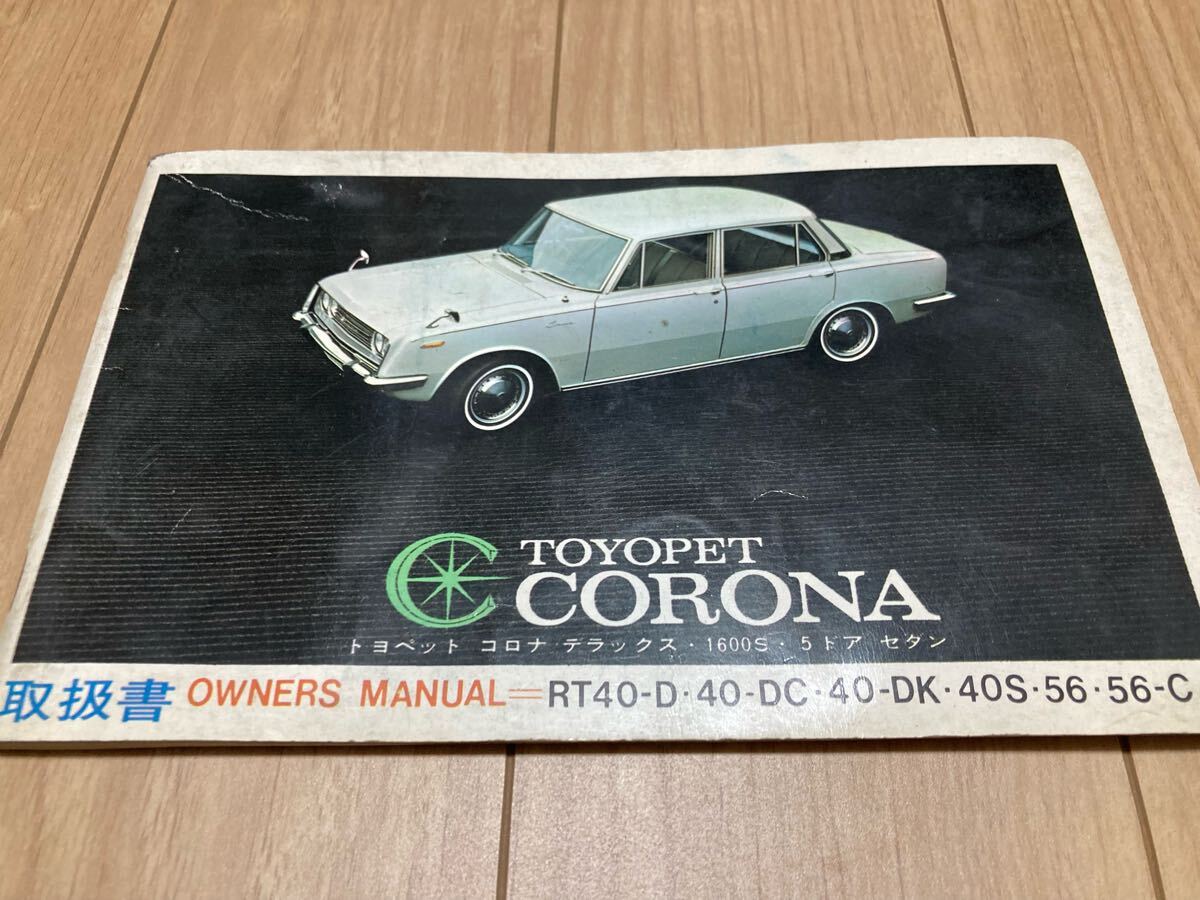 TOYOPET
CORONA
トヨペット コロナ デラックス・1600S・5ドア セダン
取扱書 OWNERS MANUAL=RT40-D・40-DC・40-DK・40S・56・56-C